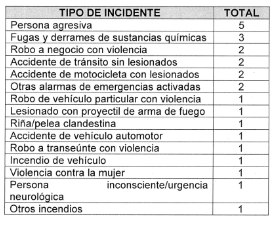 TIPO DE INCIDENTE TOTAL
Persona agresiva 5
Fugas y derrames de sustancias químicas 3
Robo a negocio con violencia 2
Accidente de tránsito sin lesionados 2
Accidente de motocicleta con lesionados 2
Otras alarmas de emergencias activadas 2
Robo de vehículo particular con violencia 1
Lesionado con proyectil de arma de fuego 1
Riña/pelea clandestina 1
Accidente de vehículo automotor 1
Robo a transeúnte con violencia 1
Incendio de vehículo 1
Violencia contra la mujer 1
Persona inconsciente/urgencia 1
neurológica
Otros incendios 1